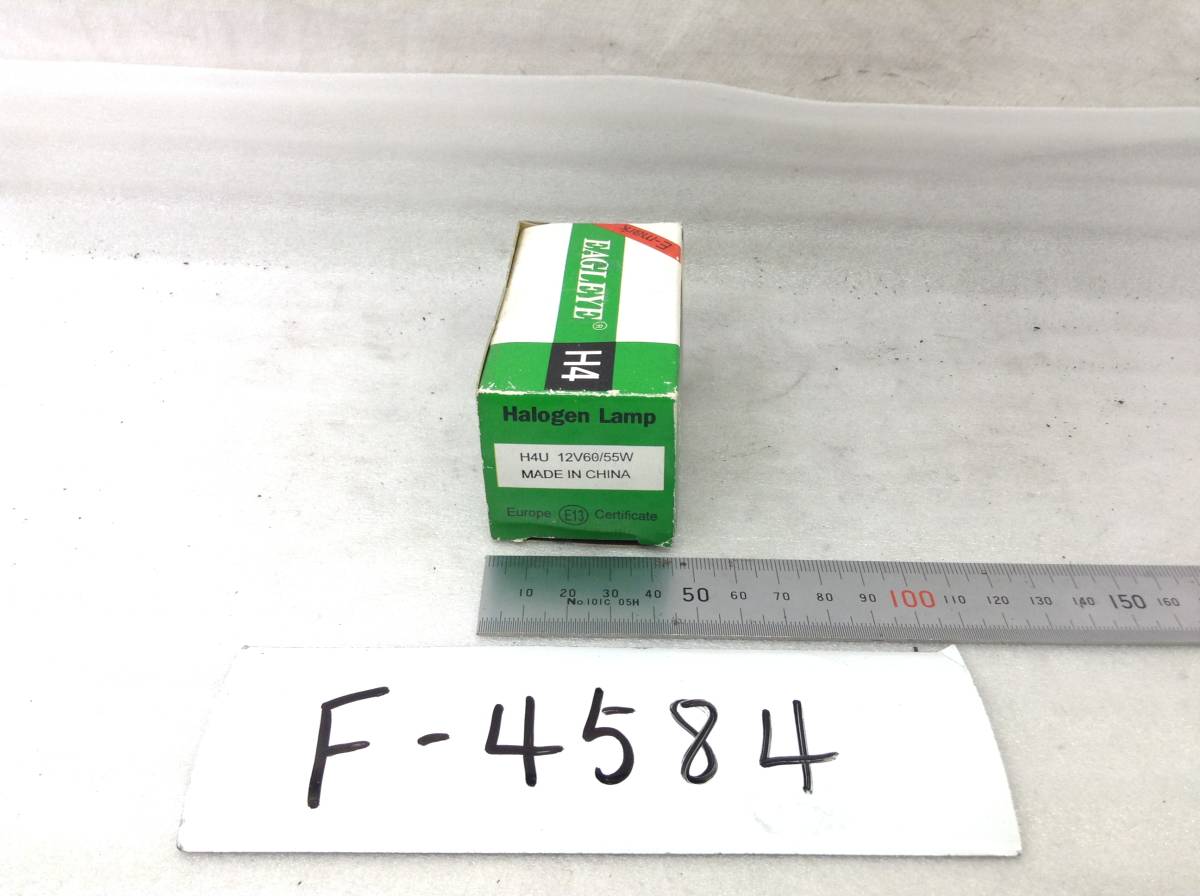 E-mark
EAGLEYE®
H4
Halogen Lamp
H4U 12V60/55W
MADE IN CHINA
Europe E13 Certificate
10 20 30 40 50 60 70 80 90 100 110 120 130 140 150 160
No.101C 05H
F-4584